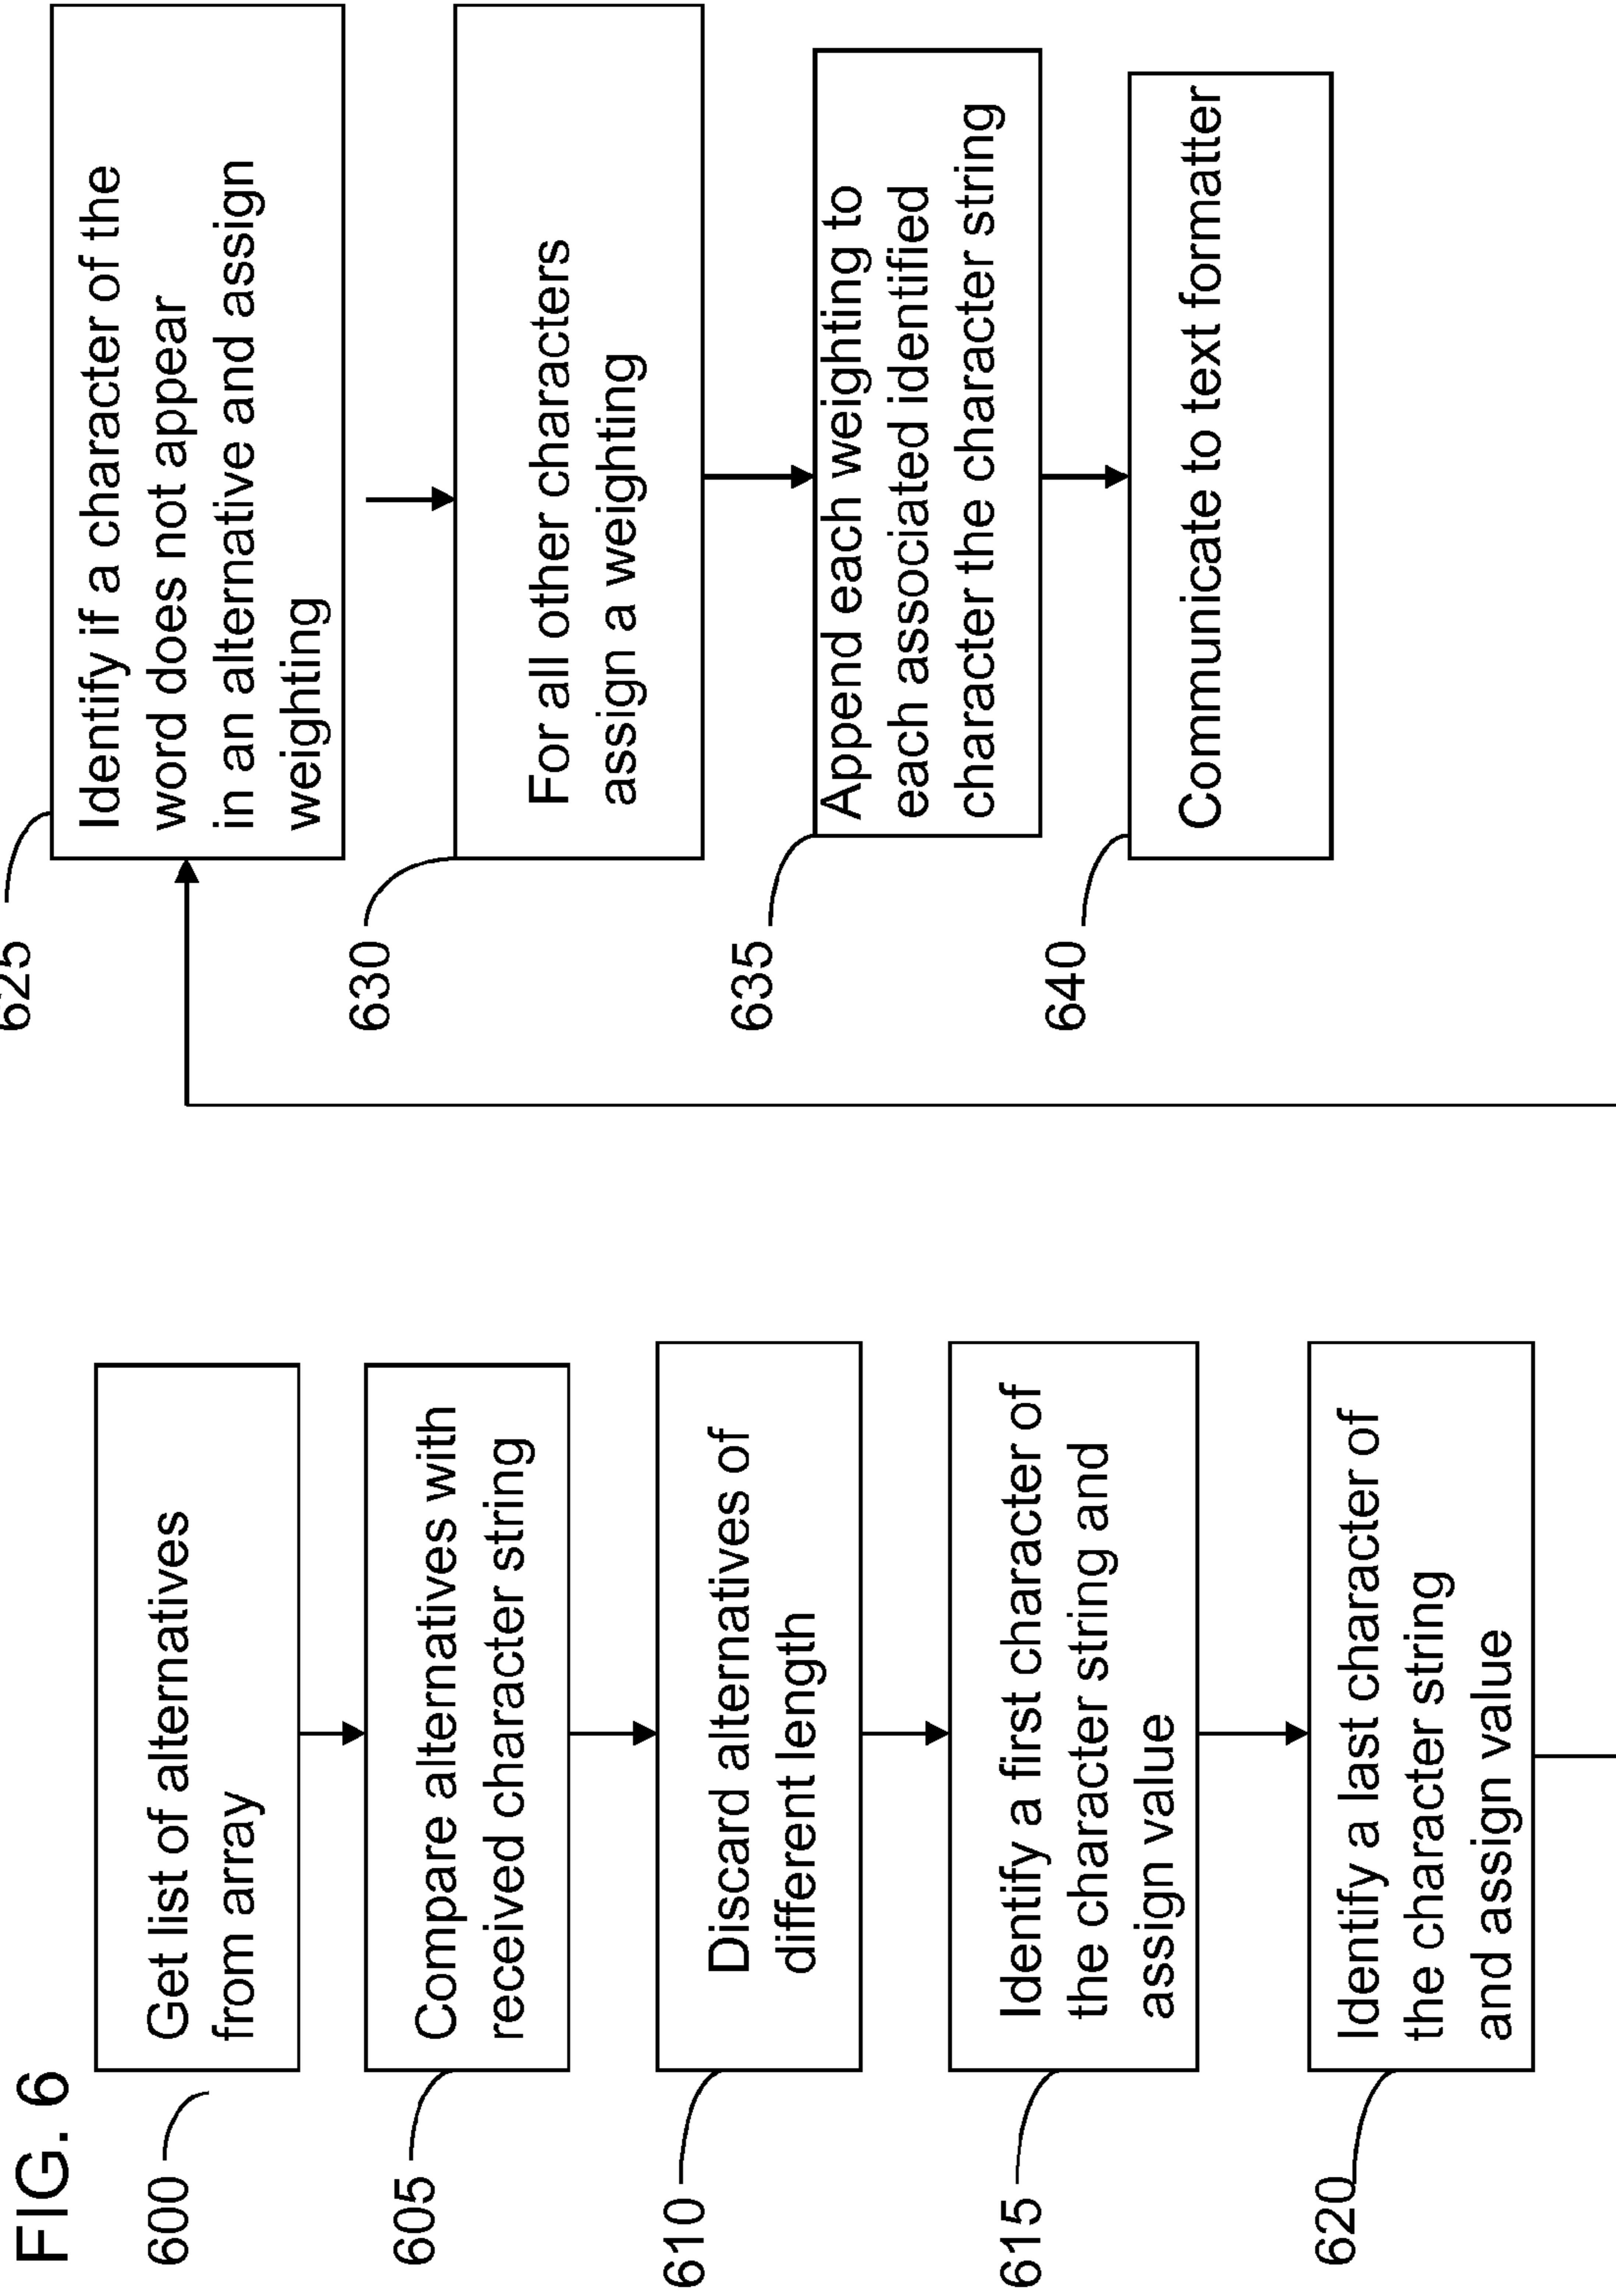 FIG. 6
600
Get list of alternatives
from array
605
Compare alternatives with
received character string
610
Discard alternatives of
different length
615
Identify a first character of
the character string and
assign value
620
Identify a last character of
the character string
and assign value
625
Identify if a character of the
word does not appear
in an alternative and assign
weighting
630
For all other characters
assign a weighting
635
Append each weighting to
each associated identified
character the character string
640
Communicate to text formatter